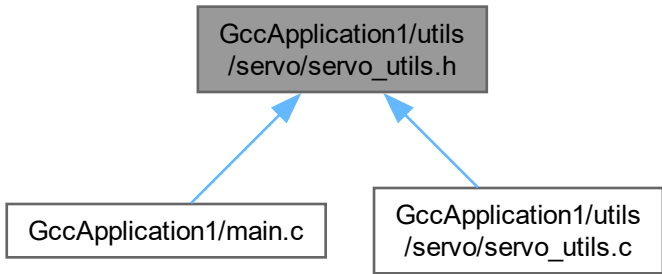 GccApplication1/utils
/servo/servo_utils.h
GccApplication1/main.c
GccApplication1/utils
/servo/servo_utils.c